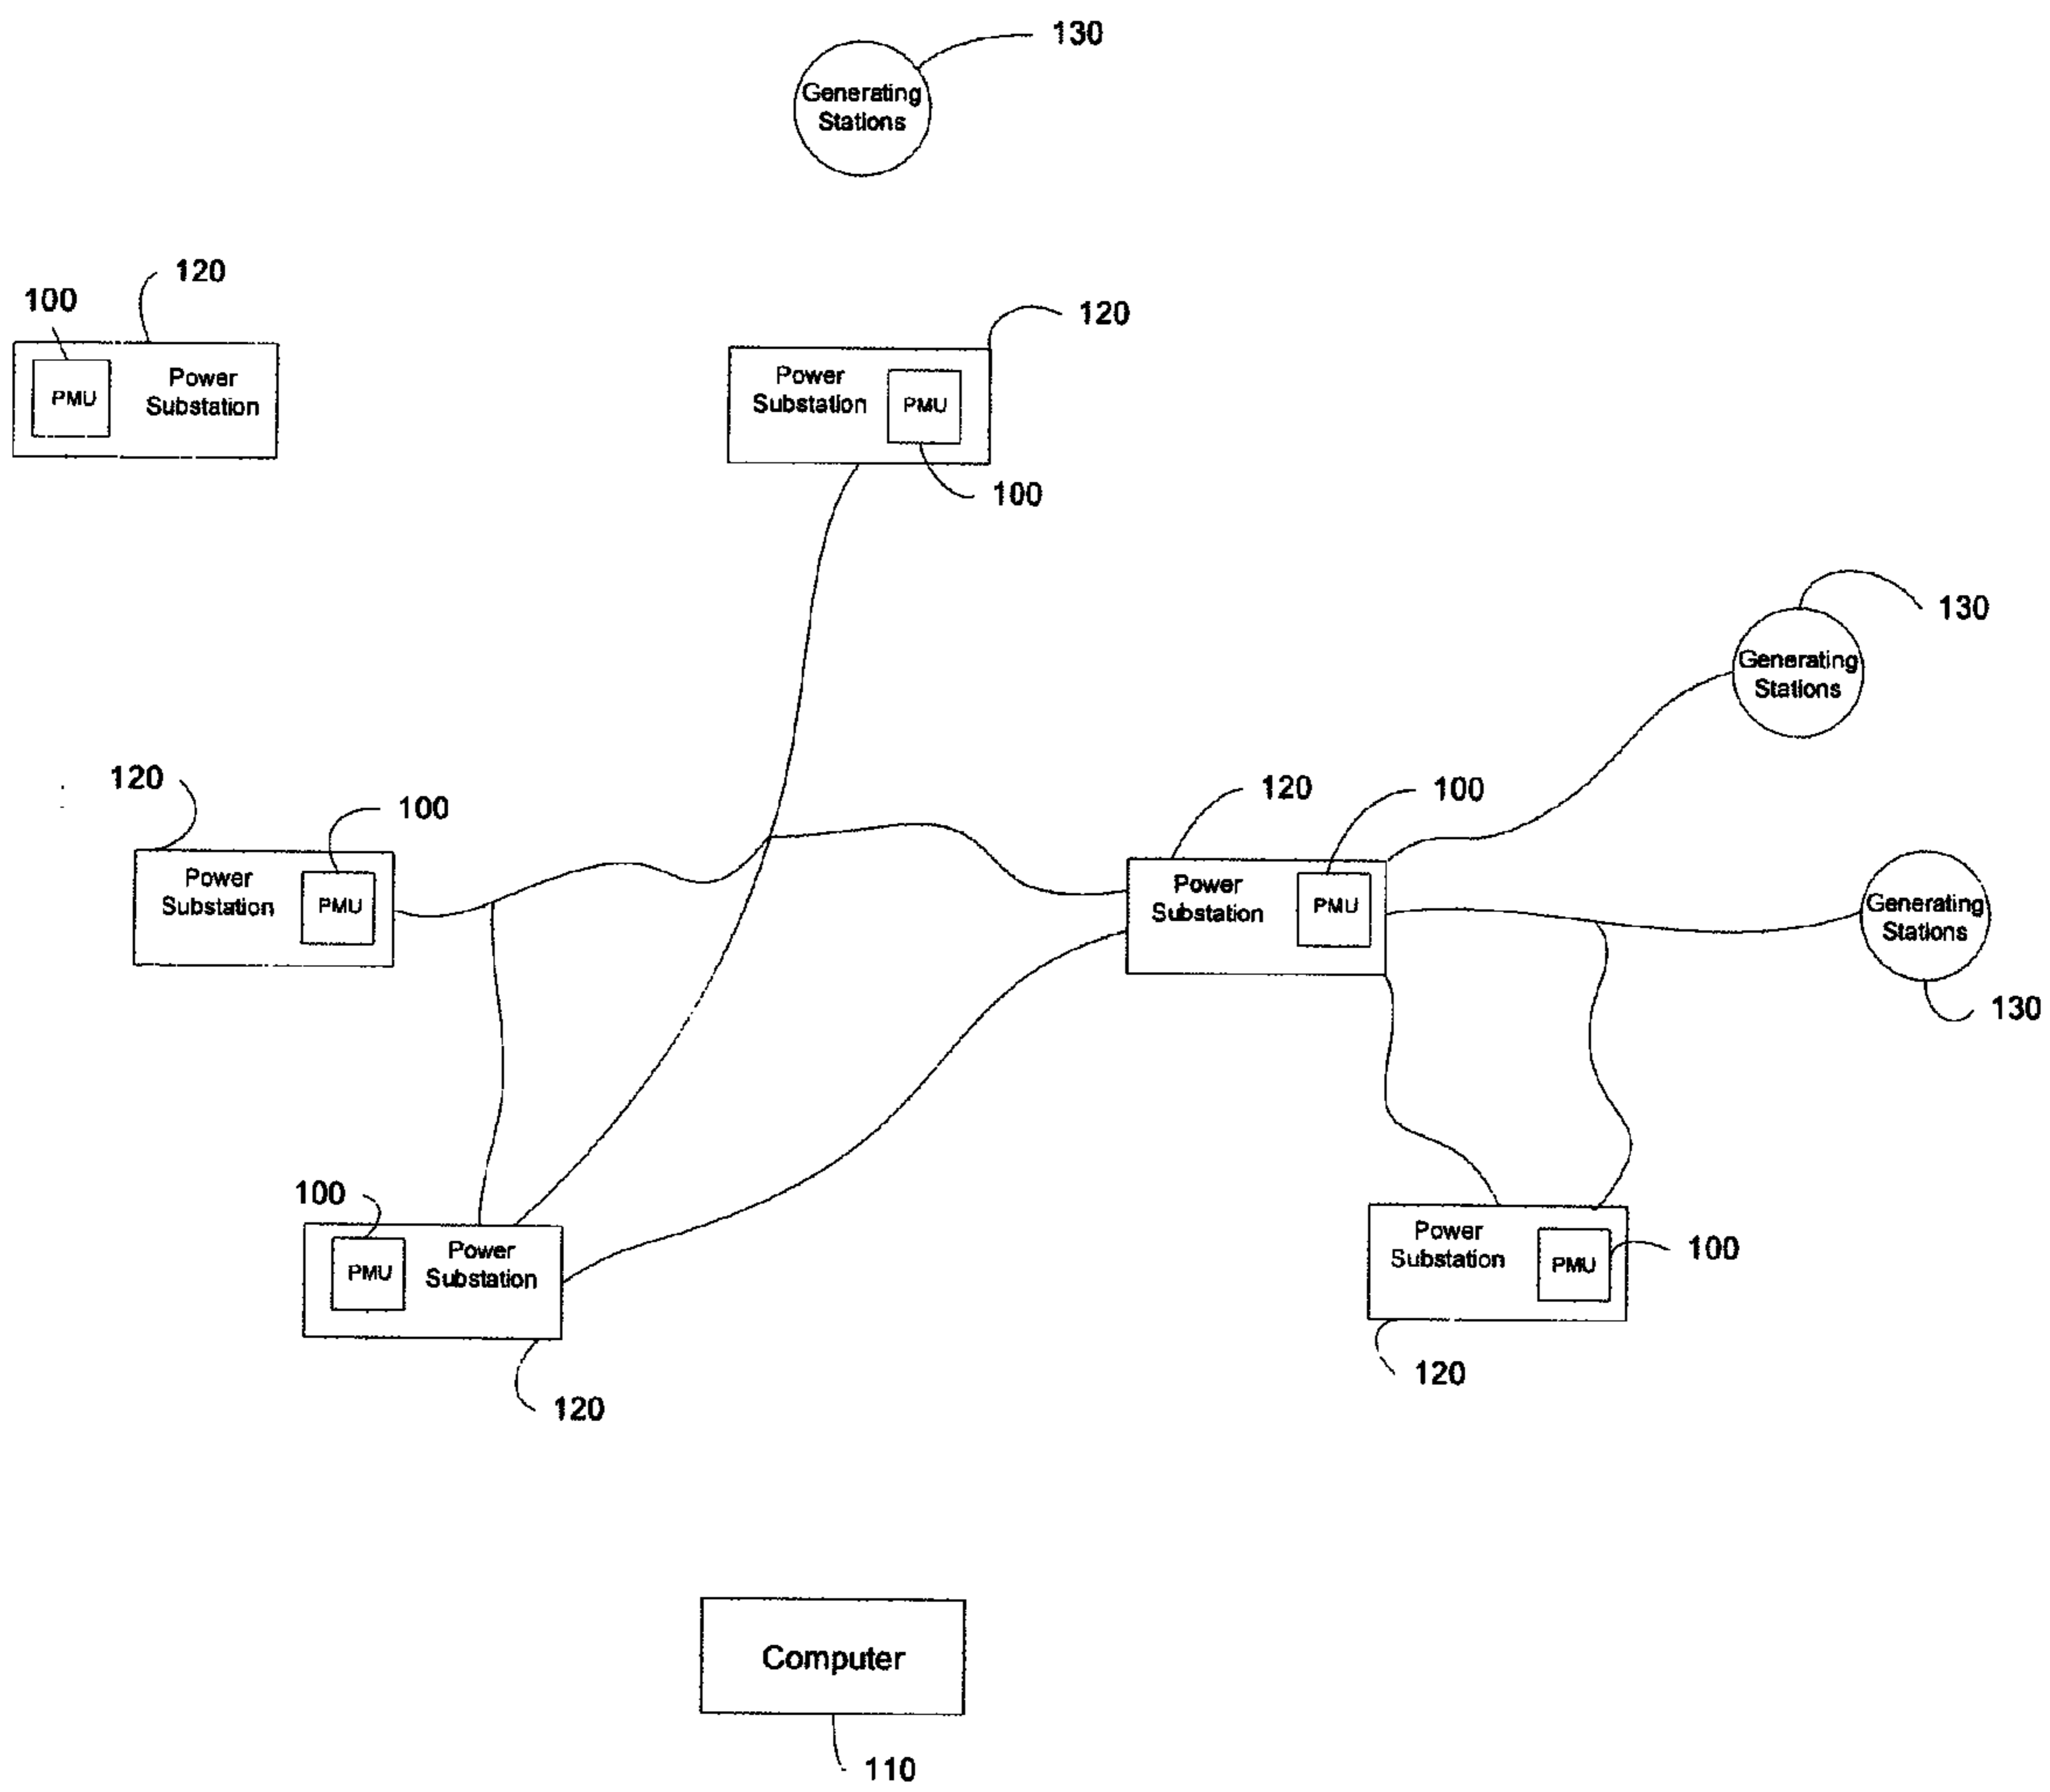 130
Generating
Stations
120
100
PMU
Power
Substation
120
Power
Substation
PMU
100
130
Generating
Stations
120
100
Power
Substation
PMU
120
100
Power
Substation
PMU
Generating
Stations
130
100
PMU
Power
Substation
120
Power
Substation
PMU
100
120
Computer
110